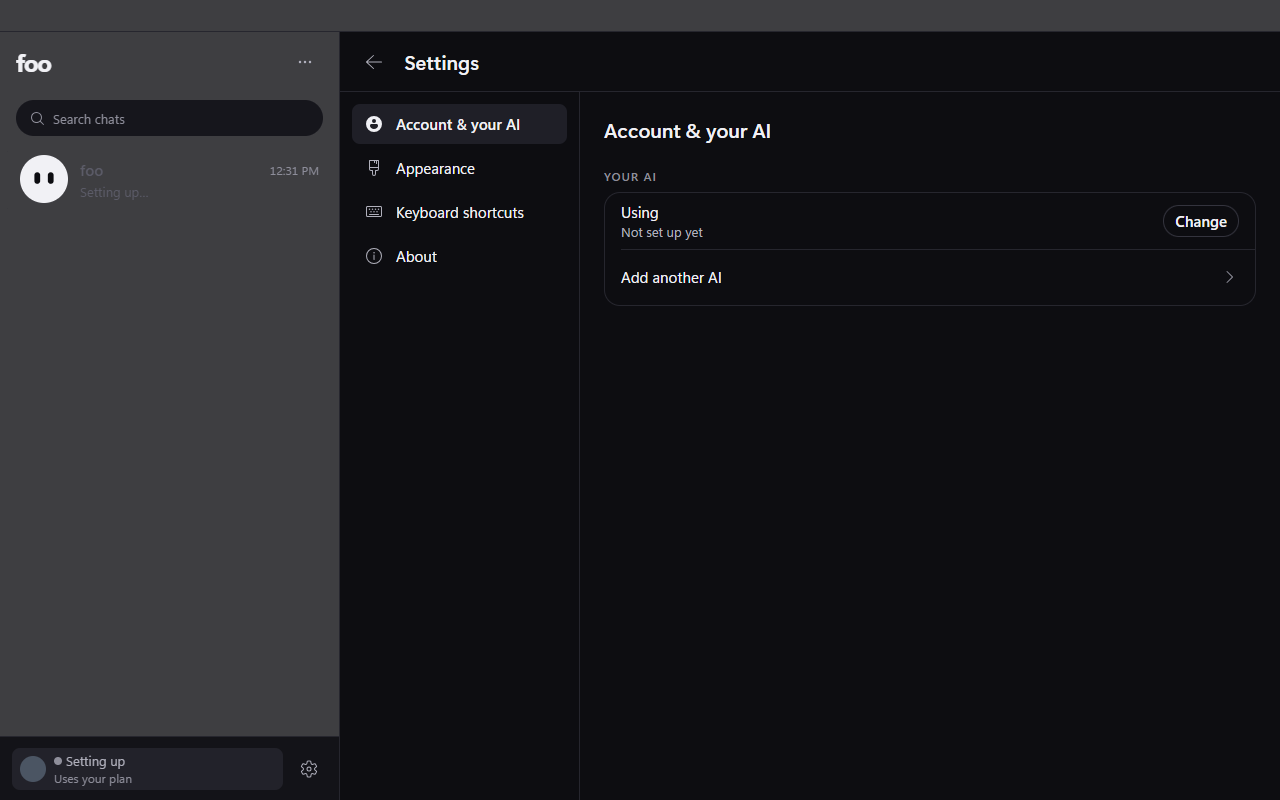 foo
Search chats
foo
12:31 PM
Setting up...
Setting up
Uses your plan
Settings
Account & your AI
Appearance
Keyboard shortcuts
About
Account & your AI
YOUR AI
Using
Not set up yet
Change
Add another AI